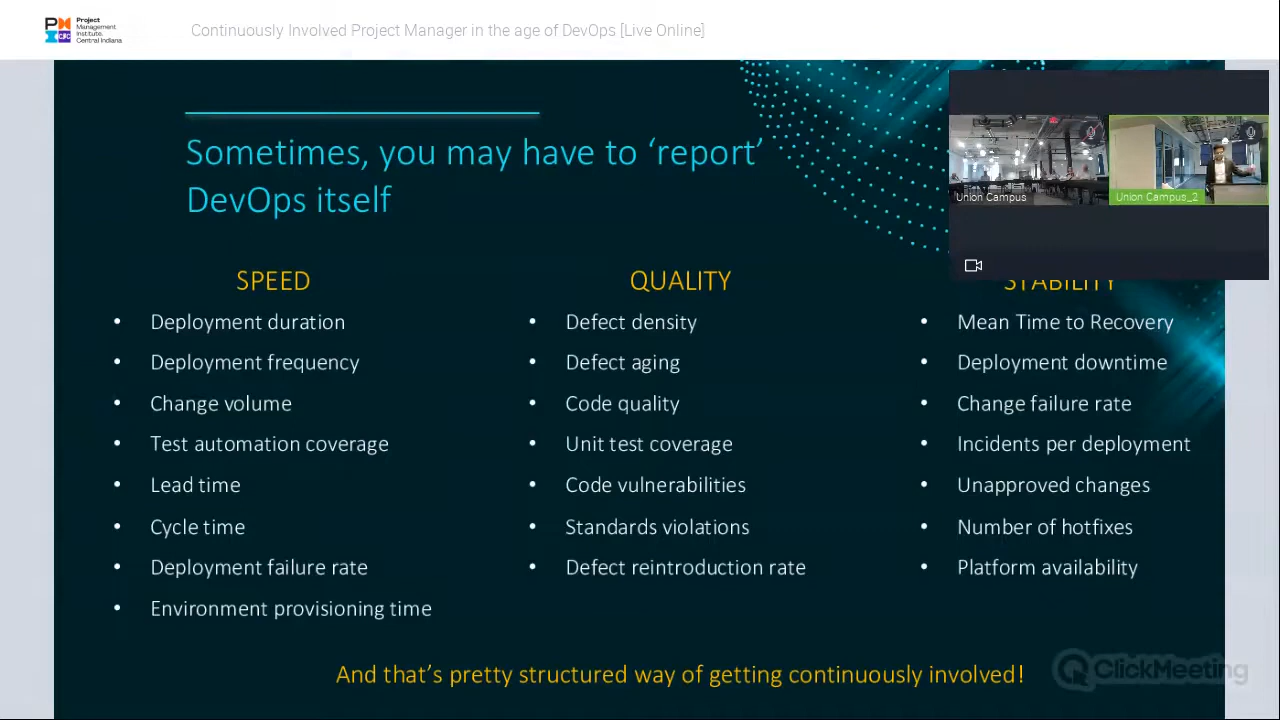 Project
Management
Institute.
Central Indiana
Continuously Involved Project Manager in the age of DevOps [Live Online]
Sometimes, you may have to ‘report’
DevOps itself
Union Campus
Union Campus_2
SPEED
• Deployment duration
• Deployment frequency
• Change volume
• Test automation coverage
• Lead time
• Cycle time
• Deployment failure rate
• Environment provisioning time
QUALITY
• Defect density
• Defect aging
• Code quality
• Unit test coverage
• Code vulnerabilities
• Standards violations
• Defect reintroduction rate
STABILITY
• Mean Time to Recovery
• Deployment downtime
• Change failure rate
• Incidents per deployment
• Unapproved changes
• Number of hotfixes
• Platform availability
And that’s pretty structured way of getting continuously involved!
ClickMeeting